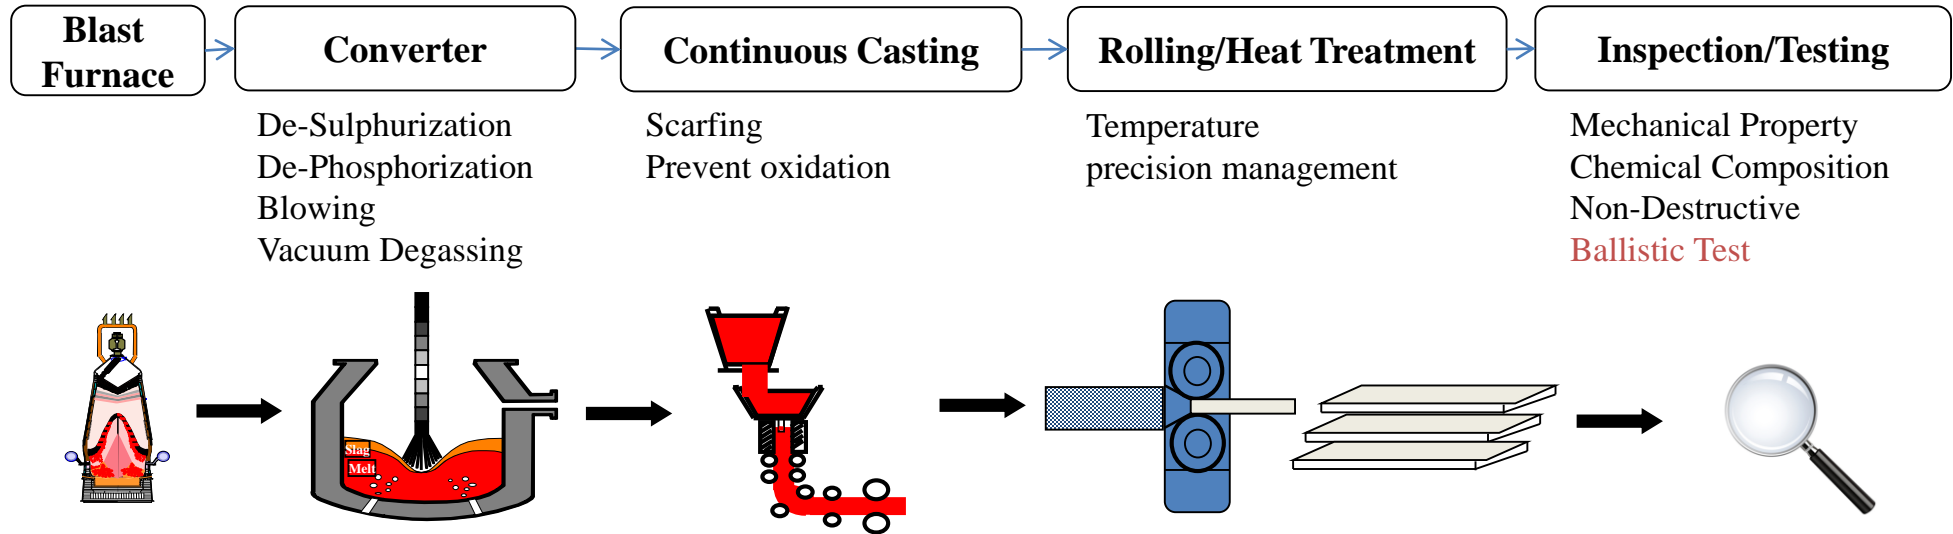 Blast
Furnace
Converter
Continuous Casting
Rolling/Heat Treatment
Inspection/Testing
De-Sulphurization
De-Phosphorization
Blowing
Vacuum Degassing
Scarfing
Prevent oxidation
Temperature
precision management
Mechanical Property
Chemical Composition
Non-Destructive
Ballistic Test
Slag
Melt